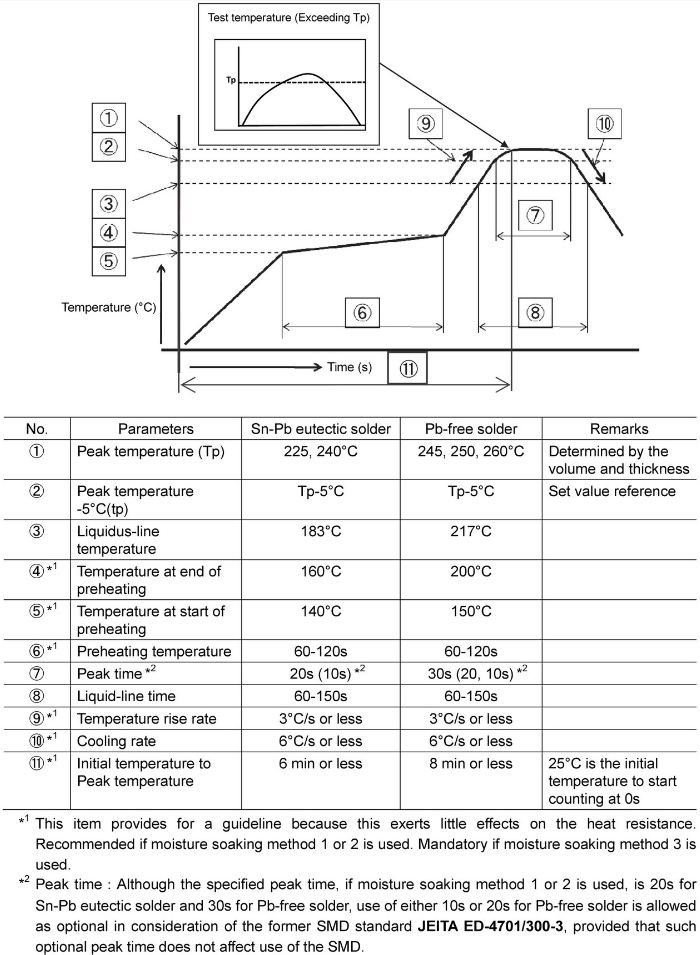 Test temperature (Exceeding Tp)
Tp
①
②
③
④
⑤
⑨
⑩
⑦
⑥
⑧
Temperature (°C)
Time (s)
⑪
No. Parameters Sn-Pb eutectic solder Pb-free solder Remarks
① Peak temperature (Tp) 225, 240°C 245, 250, 260°C Determined by the
volume and thickness
② Peak temperature Tp-5°C Tp-5°C Set value reference
-5°C(tp)
③ Liquidus-line 183°C 217°C
temperature
④*1 Temperature at end of 160°C 200°C
preheating
⑤*1 Temperature at start of 140°C 150°C
preheating
⑥*1 Preheating temperature 60-120s 60-120s
⑦ Peak time*2 20s (10s)*2 30s (20, 10s)*2
⑧ Liquid-line time 60-150s 60-150s
⑨*1 Temperature rise rate 3°C/s or less 3°C/s or less
⑩*1 Cooling rate 6°C/s or less 6°C/s or less
⑪*1 Initial temperature to 6 min or less 8 min or less 25°C is the initial
Peak temperature temperature to start
counting at 0s
*1 This item provides for a guideline because this exerts little effects on the heat resistance.
Recommended if moisture soaking method 1 or 2 is used. Mandatory if moisture soaking method 3 is
used.
*2 Peak time : Although the specified peak time, if moisture soaking method 1 or 2 is used, is 20s for
Sn-Pb eutectic solder and 30s for Pb-free solder, use of either 10s or 20s for Pb-free solder is allowed
as optional in consideration of the former SMD standard JEITA ED-4701/300-3, provided that such
optional peak time does not affect use of the SMD.